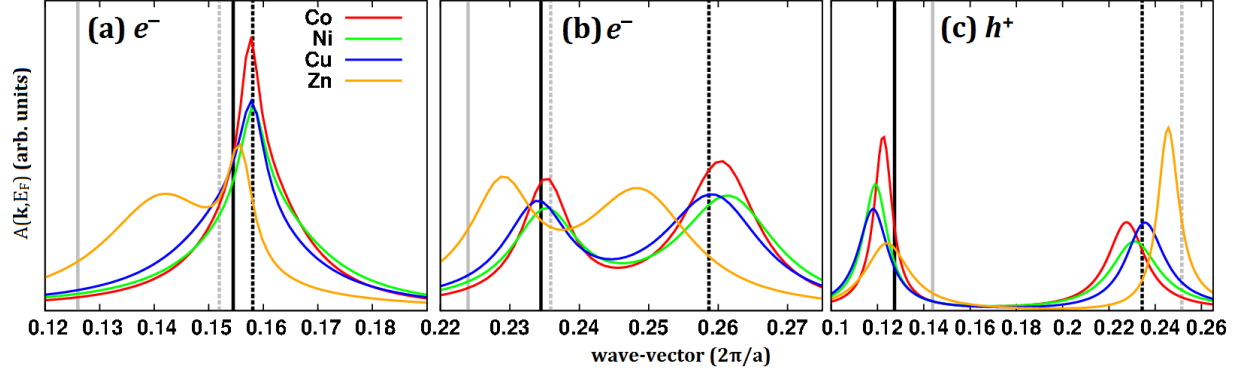 (a) e⁻
Co
Ni
Cu
Zn
(b) e⁻
(c) h⁺
A(k,E_F) (arb. units)
0.12 0.13 0.14 0.15 0.16 0.17 0.18
0.22 0.23 0.24 0.25 0.26 0.27
0.1 0.12 0.14 0.16 0.18 0.2 0.22 0.24 0.26
wave-vector (2π/a)